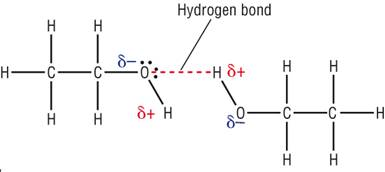 Hydrogen bond
H H
δ–
H C C O H δ+ H H
H H δ+ H O C C H
δ–
H H